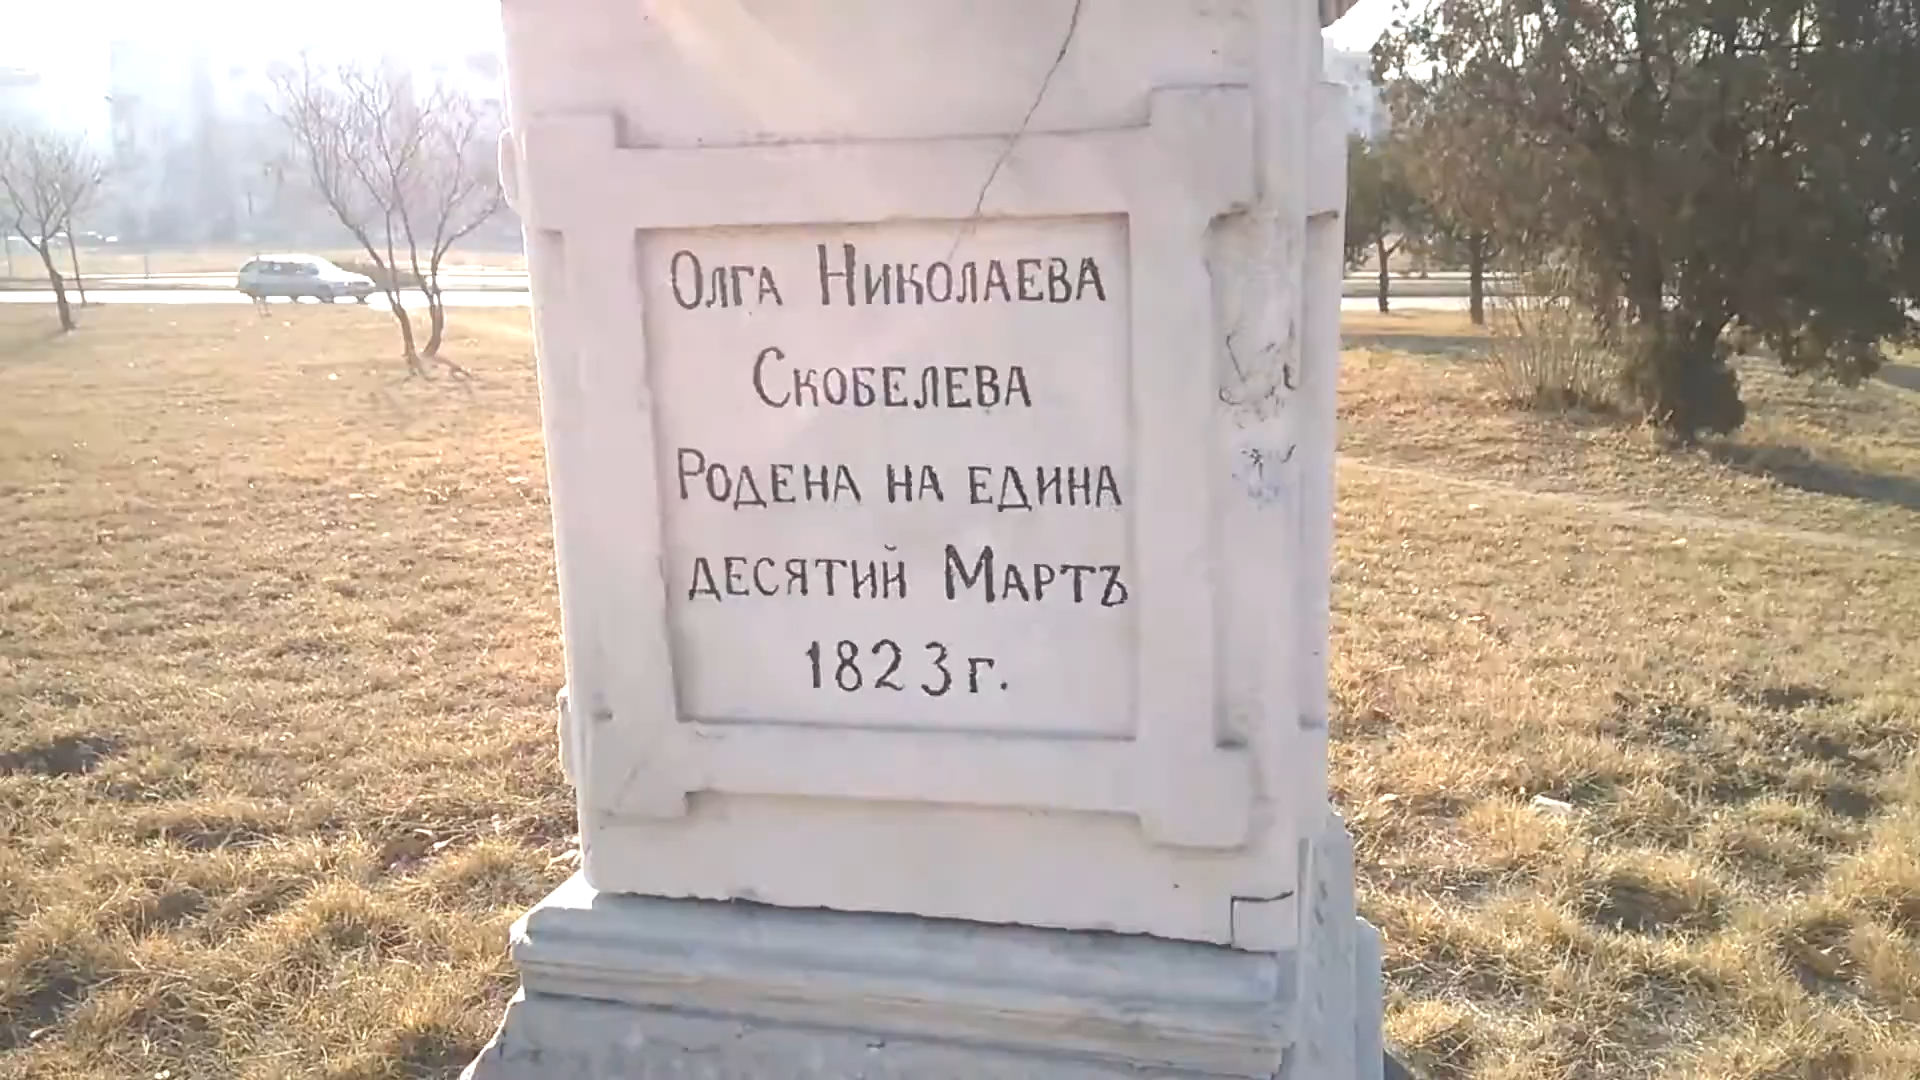 Олга Николаева
Скобелева
Родена на едина
десятий Мартъ
1823 г.